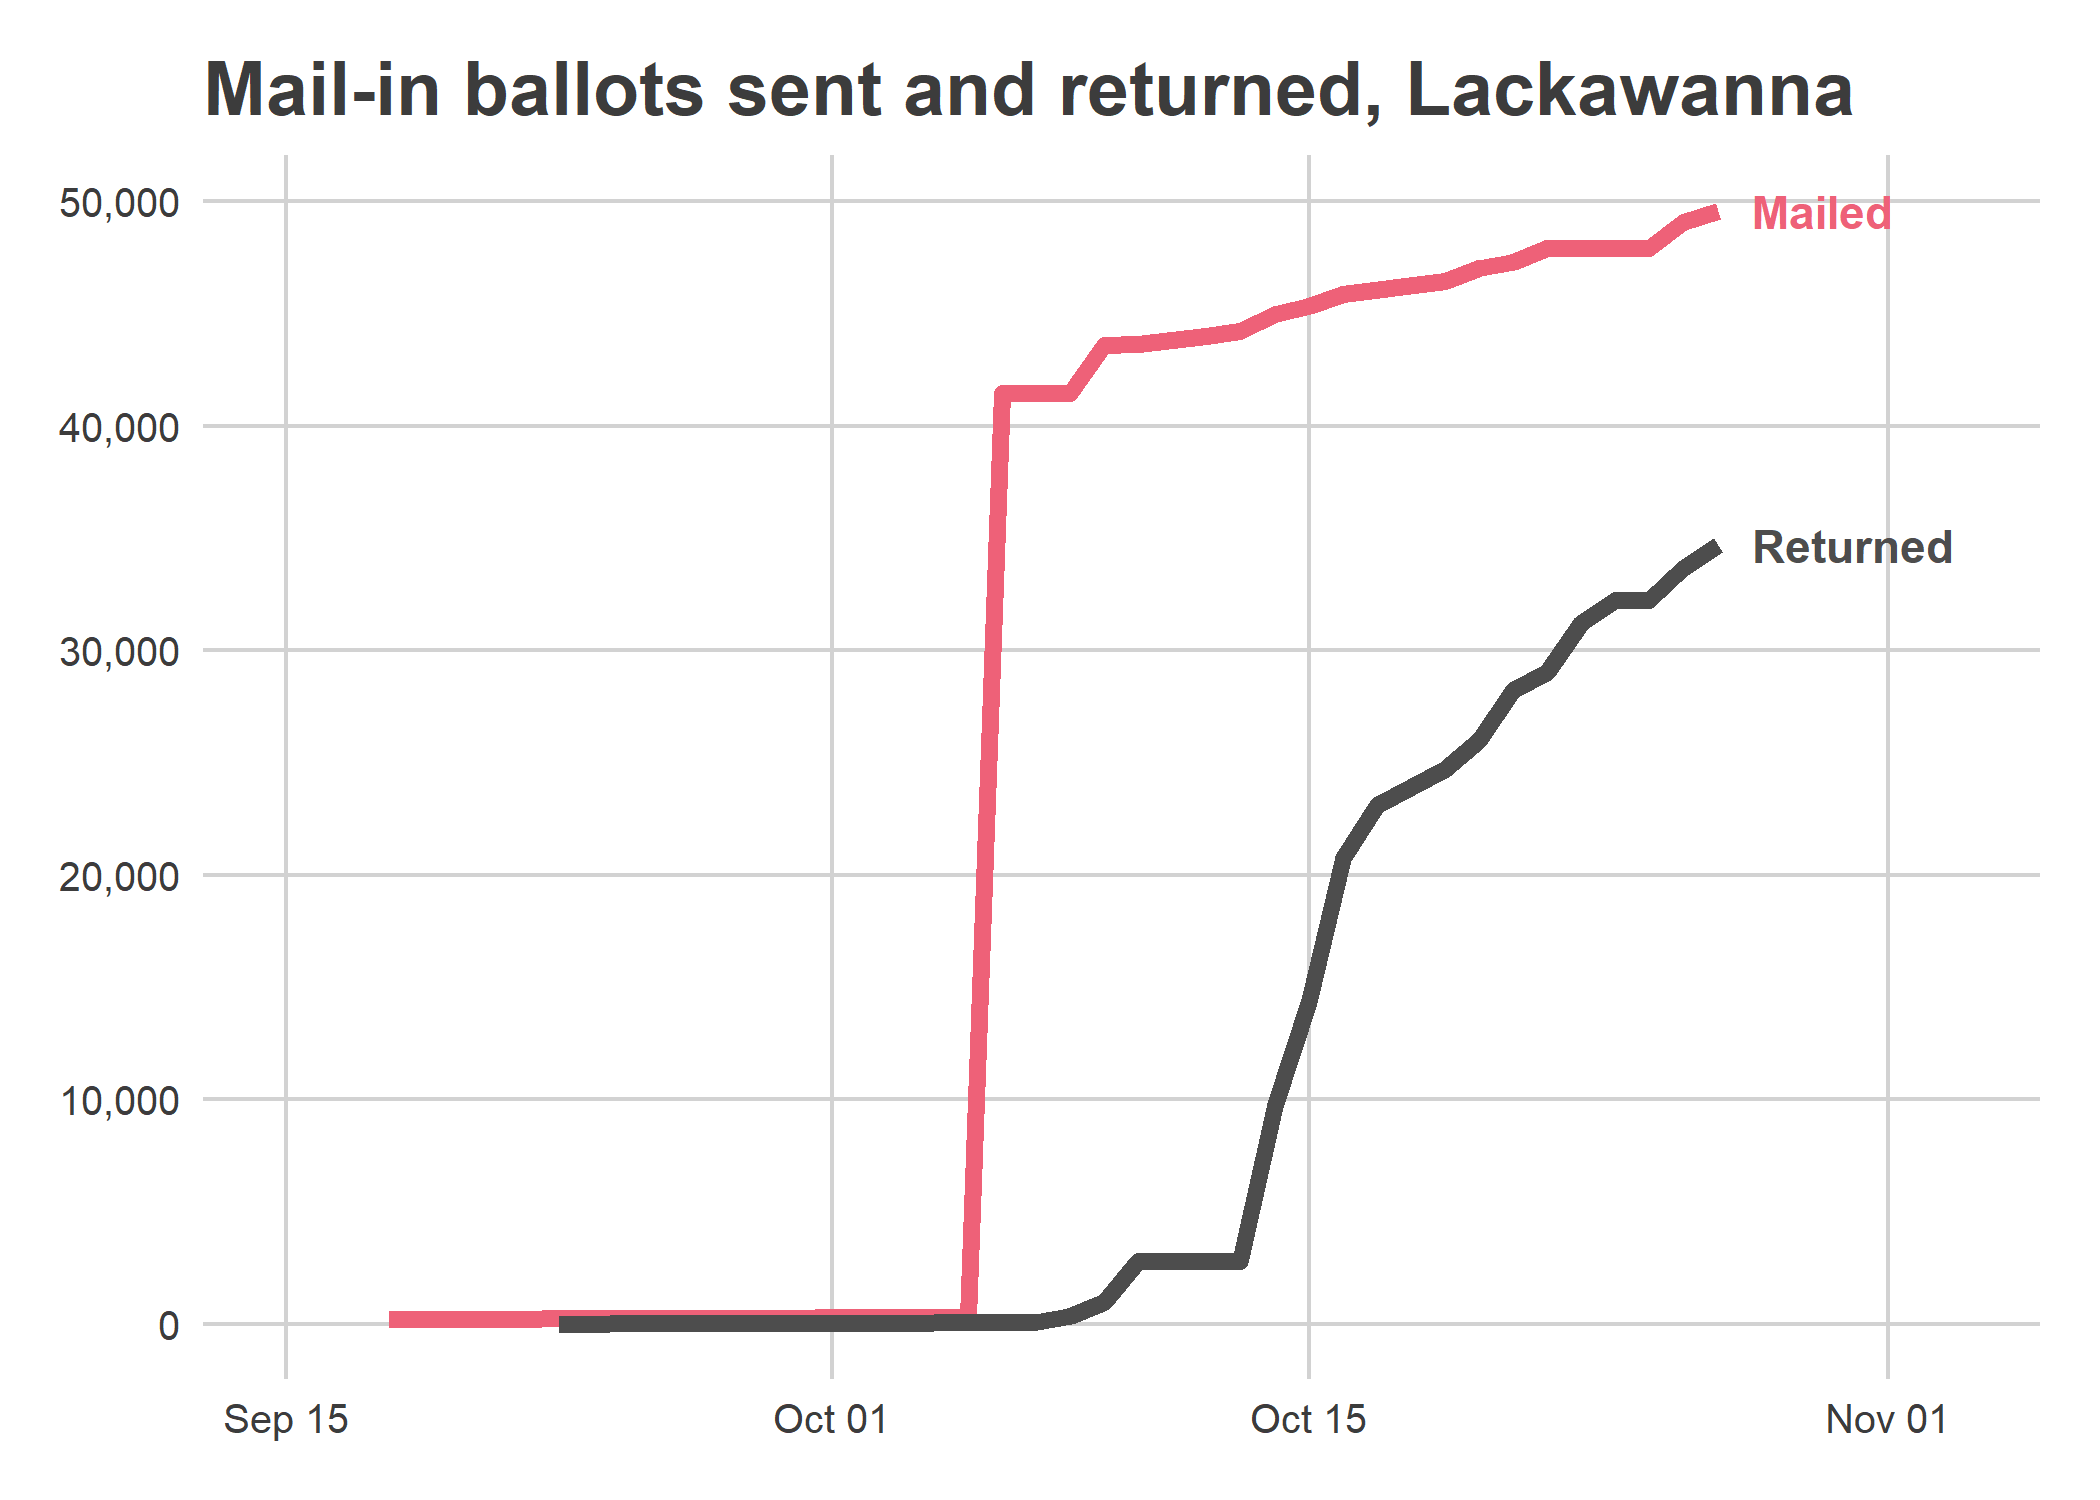 Mail-in ballots sent and returned, Lackawanna
50,000
40,000
30,000
20,000
10,000
0
Mailed
Returned
Sep 15
Oct 01
Oct 15
Nov 01